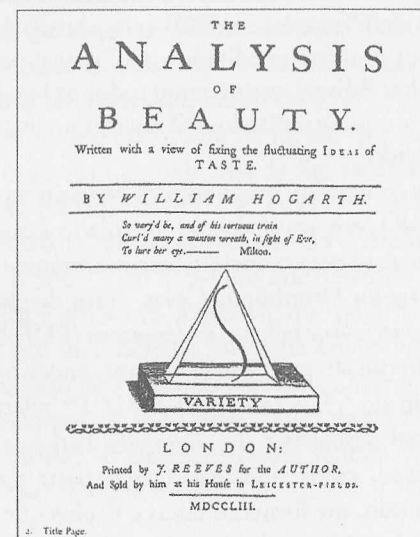 THE
ANALYSIS
OF
BEAUTY.
Written with a view of fixing the fluctuating IDEAS of
TASTE.
BY WILLIAM HOGARTH.
So vary'd he, and of his tortuous train
Curl'd many a wanton wreath, in sight of Eve,
To lure her eye.——— Milton.
VARIETY
LONDON:
Printed by J. REEVES for the AUTHOR,
And Sold by him at his House in LEICESTER-FIELDS.
MDCCLIII.
2. Title Page.